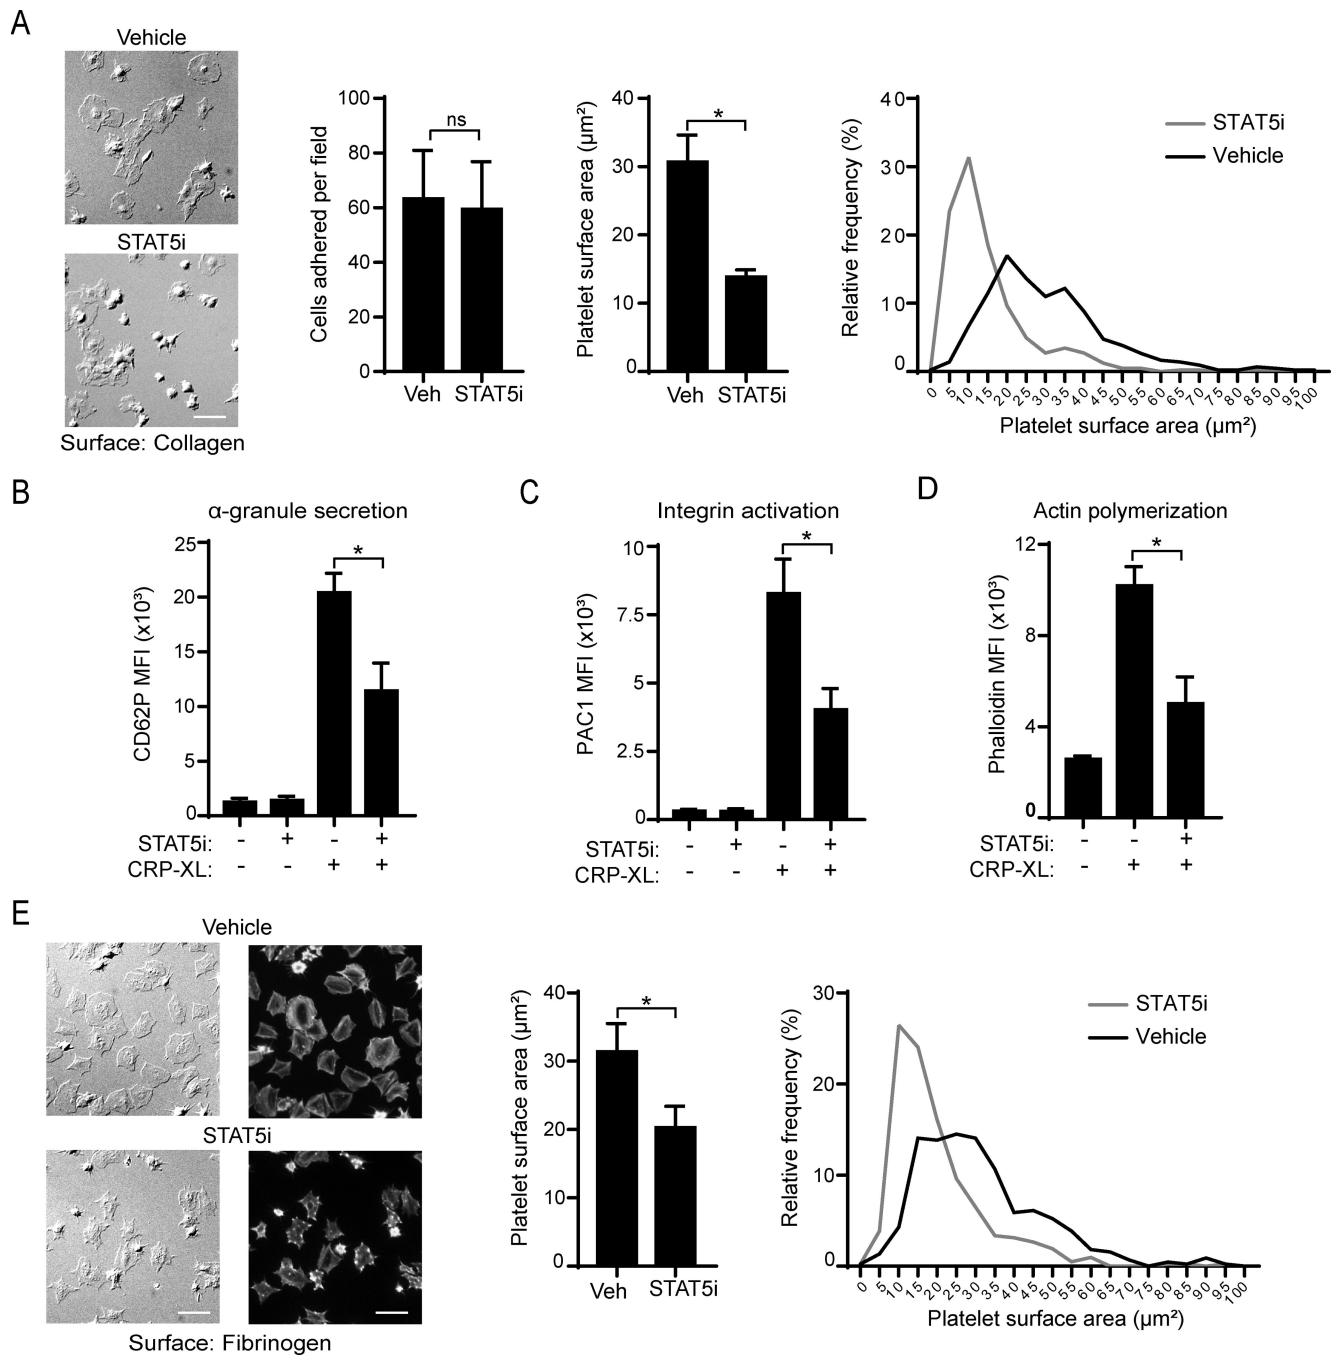 A
Vehicle
STAT5i
Surface: Collagen
Cells adhered per field
100
80
60
40
20
0
ns
Veh STAT5i
Platelet surface area (µm²)
40
30
20
10
0
*
Veh STAT5i
Relative frequency (%)
40
30
20
10
0
STAT5i
Vehicle
0 5 10 15 20 25 30 35 40 45 50 55 60 65 70 75 80 85 90 95 100
Platelet surface area (µm²)
B
α-granule secretion
CD62P MFI (x10³)
25
20
15
10
5
0
*
STAT5i: - + - +
CRP-XL: - - + +
C
Integrin activation
PAC1 MFI (x10³)
10
7.5
5
2.5
0
*
STAT5i: - + - +
CRP-XL: - - + +
D
Actin polymerization
Phalloidin MFI (x10³)
12
8
4
0
*
STAT5i: - - +
CRP-XL: - + +
E
Vehicle
STAT5i
Surface: Fibrinogen
Platelet surface area (µm²)
40
30
20
10
0
*
Veh STAT5i
Relative frequency (%)
30
20
10
0
STAT5i
Vehicle
0 5 10 15 20 25 30 35 40 45 50 55 60 65 70 75 80 85 90 95 100
Platelet surface area (µm²)